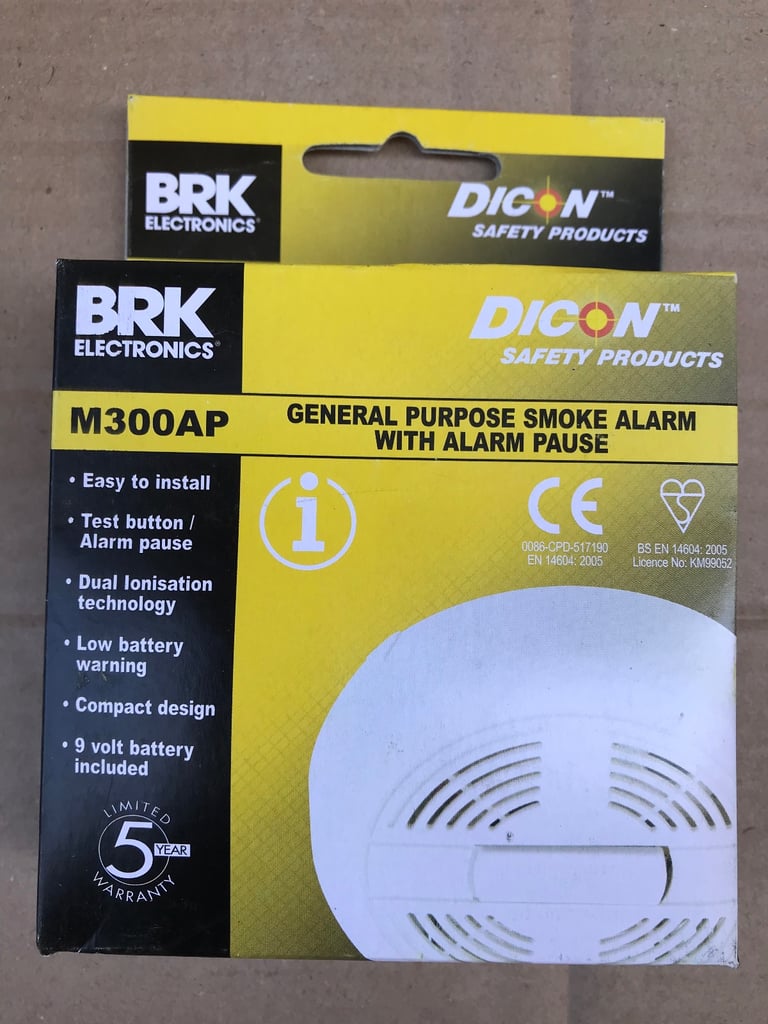 BRK
ELECTRONICS®
DICON™
SAFETY PRODUCTS
BRK
ELECTRONICS®
DICON™
SAFETY PRODUCTS
M300AP
GENERAL PURPOSE SMOKE ALARM
WITH ALARM PAUSE
• Easy to install
• Test button /
Alarm pause
• Dual Ionisation
technology
• Low battery
warning
• Compact design
• 9 volt battery
included
LIMITED
5 YEAR
WARRANTY
i
CE
0086-CPD-517190
EN 14604: 2005
S
BS EN 14604: 2005
Licence No: KM99052